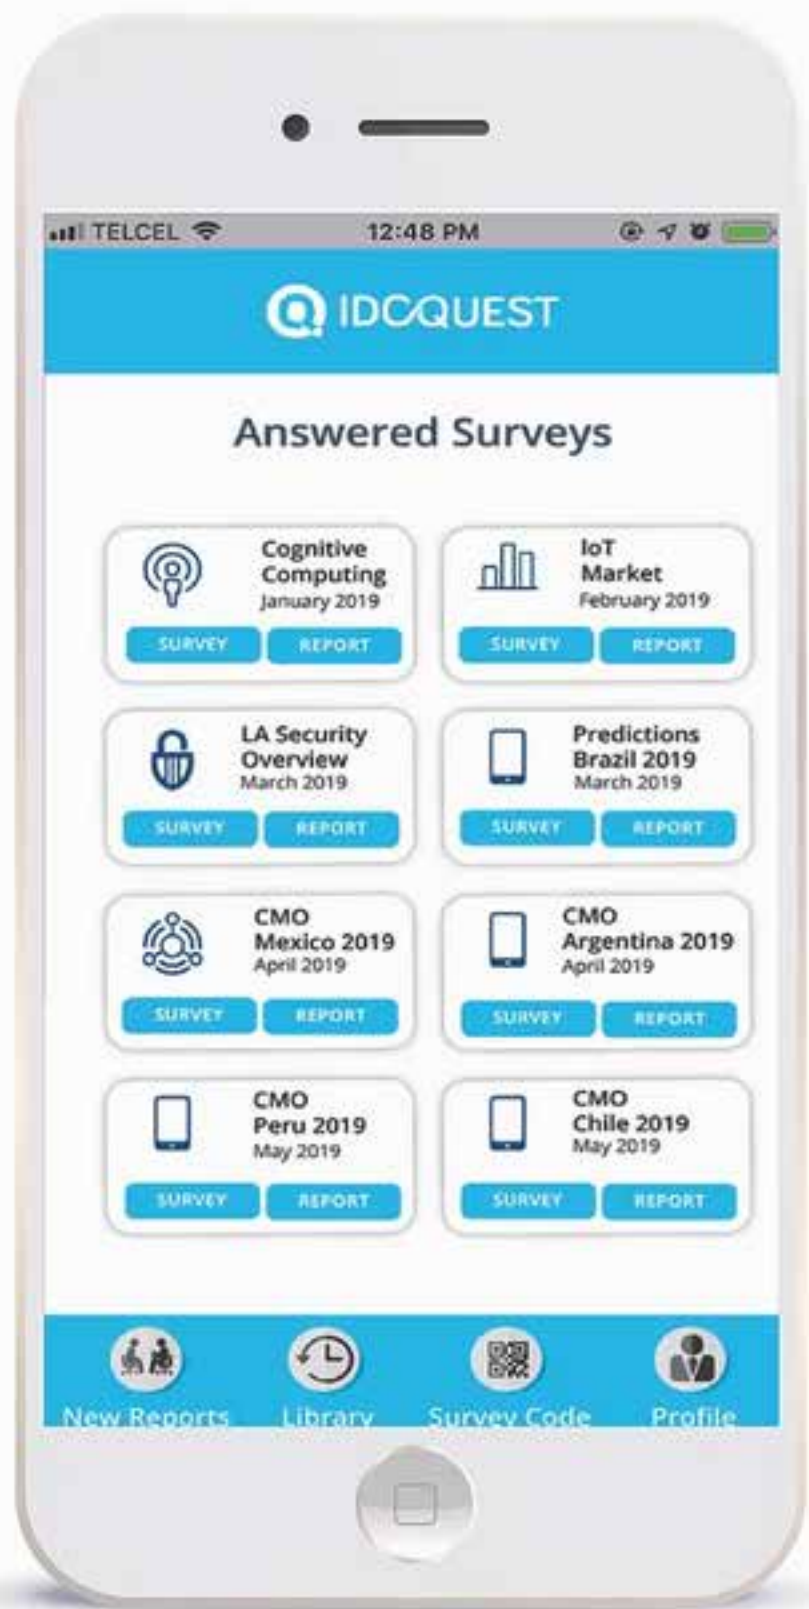 TELCEL 12:48 PM
IDCQUEST
Answered Surveys
Cognitive
Computing
January 2019
SURVEY REPORT
IoT
Market
February 2019
SURVEY REPORT
LA Security
Overview
March 2019
SURVEY REPORT
Predictions
Brazil 2019
March 2019
SURVEY REPORT
CMO
Mexico 2019
April 2019
SURVEY REPORT
CMO
Argentina 2019
April 2019
SURVEY REPORT
CMO
Peru 2019
May 2019
SURVEY REPORT
CMO
Chile 2019
May 2019
SURVEY REPORT
New Reports Library Survey Code Profile